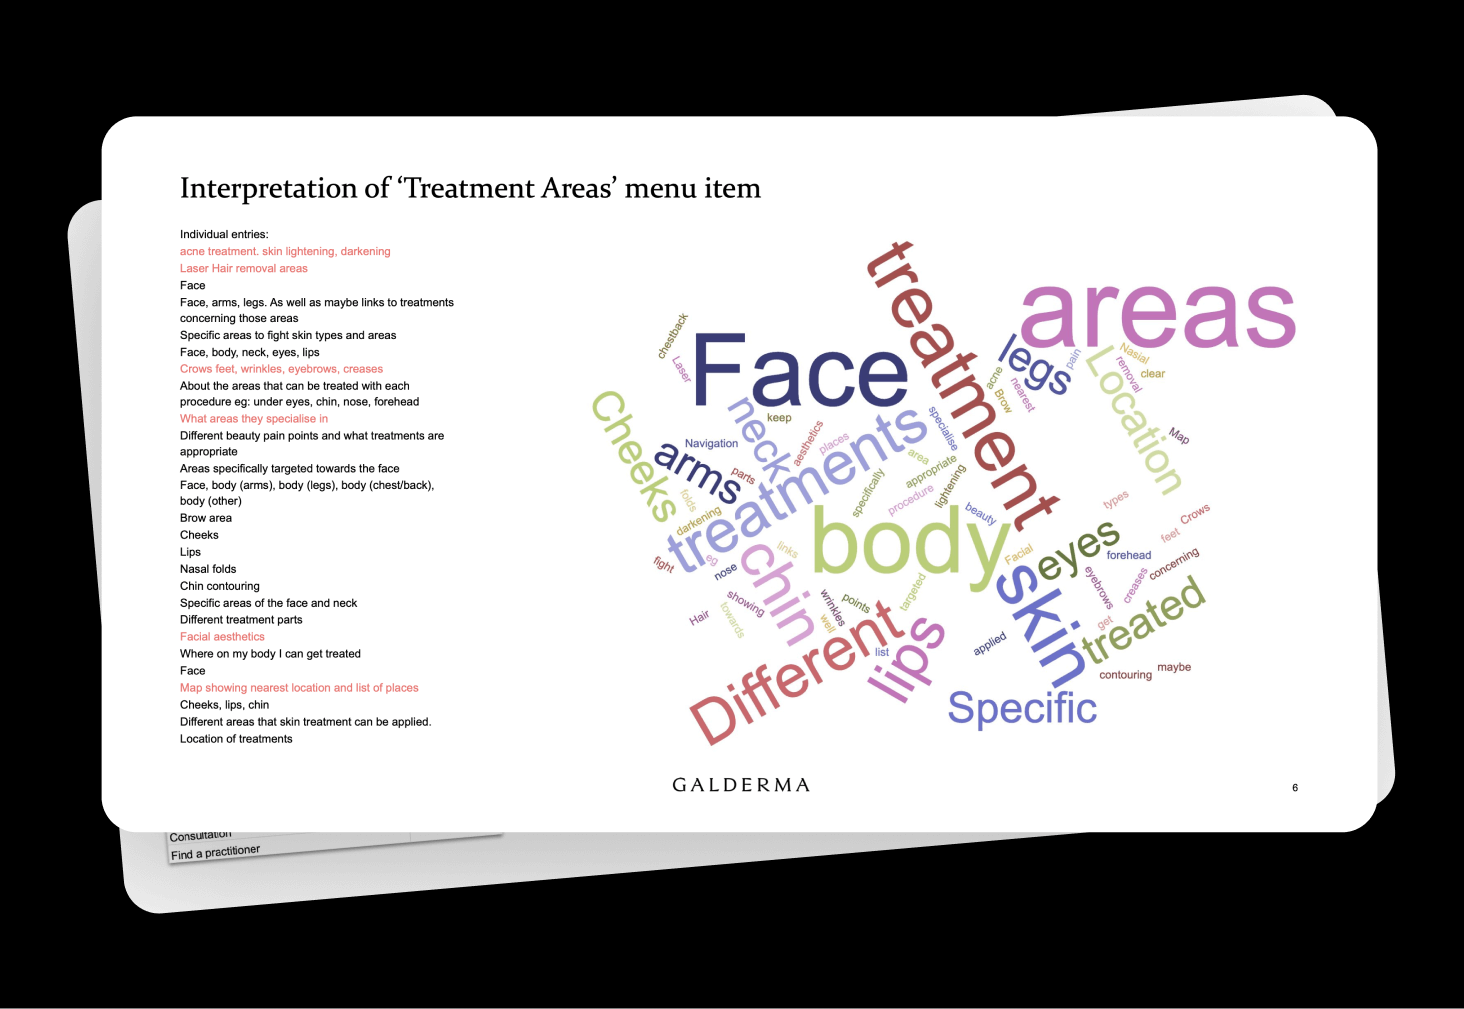 Interpretation of ‘Treatment Areas’ menu item
Individual entries:
acne treatment. skin lightening, darkening
Laser Hair removal areas
Face
Face, arms, legs. As well as maybe links to treatments
concerning those areas
Specific areas to fight skin types and areas
Face, body, neck, eyes, lips
Crows feet, wrinkles, eyebrows, creases
About the areas that can be treated with each
procedure eg: under eyes, chin, nose, forehead
What areas they specialise in
Different beauty pain points and what treatments are
appropriate
Areas specifically targeted towards the face
Face, body (arms), body (legs), body (chest/back),
body (other)
Brow area
Cheeks
Lips
Nasal folds
Chin contouring
Specific areas of the face and neck
Different treatment parts
Facial aesthetics
Where on my body I can get treated
Face
Map showing nearest location and list of places
Cheeks, lips, chin
Different areas that skin treatment can be applied.
Location of treatments
treatment
areas
chestback
Face
legs
pain
Nasial
Laser
acne
removal
clear
Location
Cheeks
neck
keep
Brow
nearest
specialise
treatments
Navigation
aesthetics
places
Map
arms
parts
area
appropriate
folds
specifically
lightening
procedure
types
darkening
beauty
Crows
body
feet
fight
eg
links
chin
Facial
eyes
forehead
concerning
nose
skin
eyebrows
creases
showing
wrinkles
points
targeted
treated
Hair
towards
well
get
Different
list
lips
applied
contouring
maybe
Specific
GALDERMA
6
Consultation
Find a practitioner